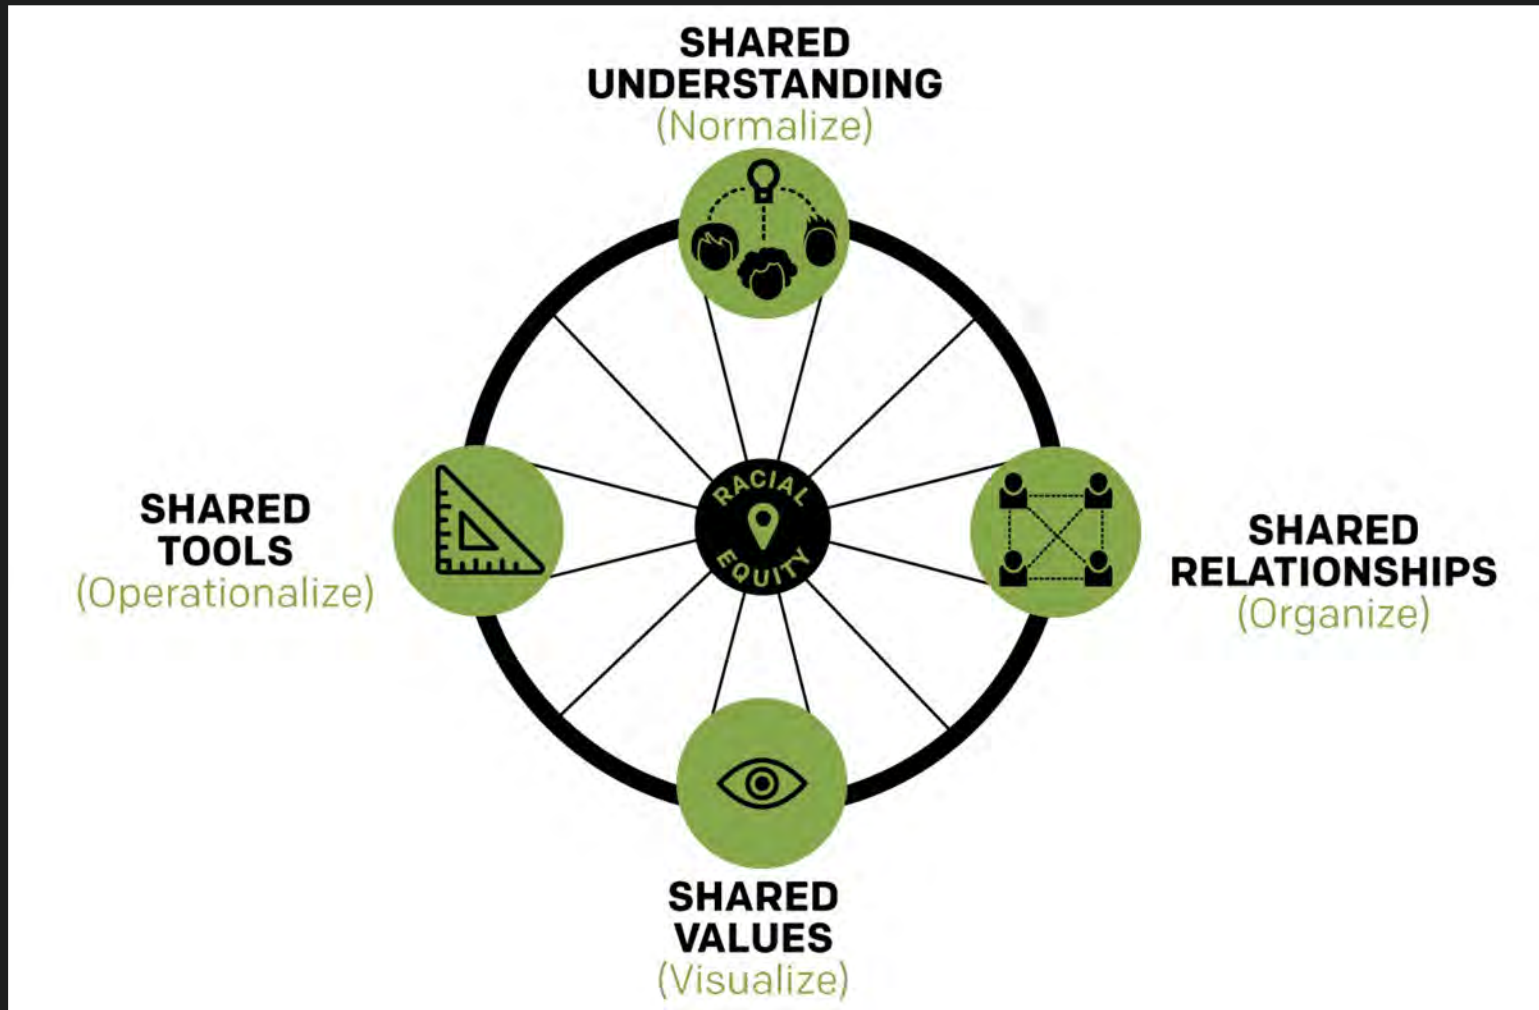 SHARED
UNDERSTANDING
(Normalize)
SHARED
TOOLS
(Operationalize)
RACIAL
EQUITY
SHARED
RELATIONSHIPS
(Organize)
SHARED
VALUES
(Visualize)